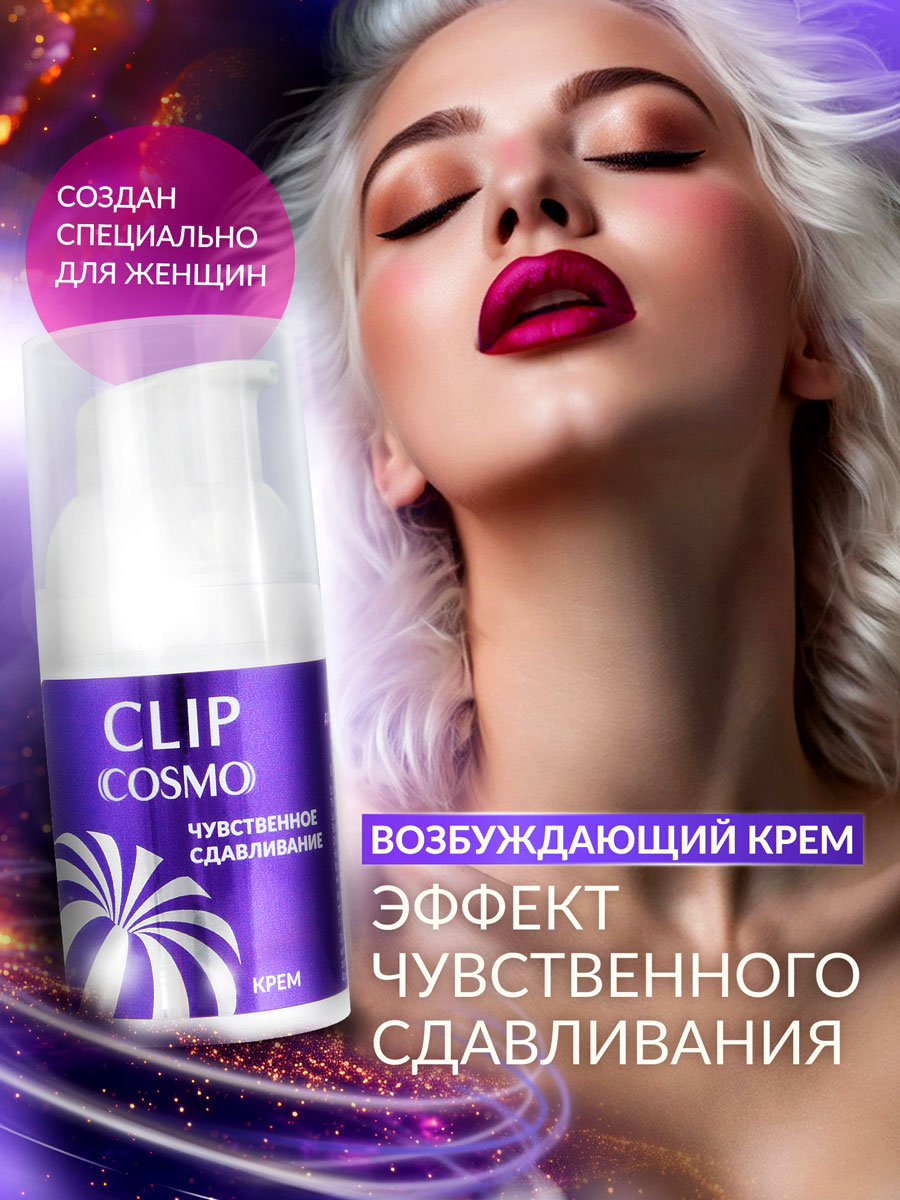 СОЗДАН
СПЕЦИАЛЬНО
ДЛЯ ЖЕНЩИН
CLIP
COSMO
ЧУВСТВЕННОЕ
СДАВЛИВАНИЕ
КРЕМ
ВОЗБУЖДАЮЩИЙ КРЕМ
ЭФФЕКТ
ЧУВСТВЕННОГО
СДАВЛИВАНИЯ